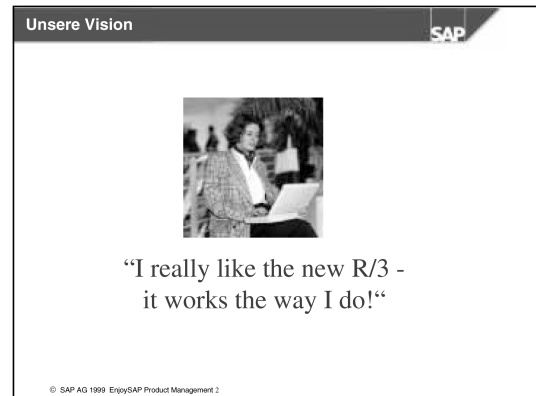 Unsere Vision
SAP
“I really like the new R/3 -
it works the way I do!“
© SAP AG 1999 EnjoySAP Product Management 2